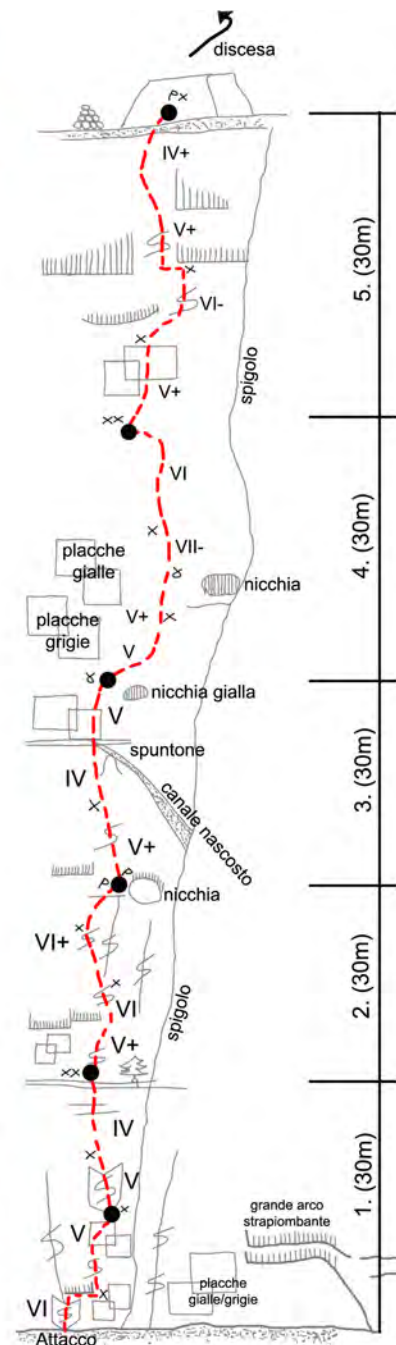 discesa
IV+
V+
VI-
V+
5. (30m)
spigolo
VI
VII-
placche
gialle
nicchia
placche
grigie
V+
V
4. (30m)
nicchia gialla
V
spuntone
IV
canale nascosto
V+
3. (30m)
nicchia
VI+
VI
V+
2. (30m)
spigolo
IV
V
V
1. (30m)
grande arco
strapiombante
placche
gialle/grigie
VI
Attacco